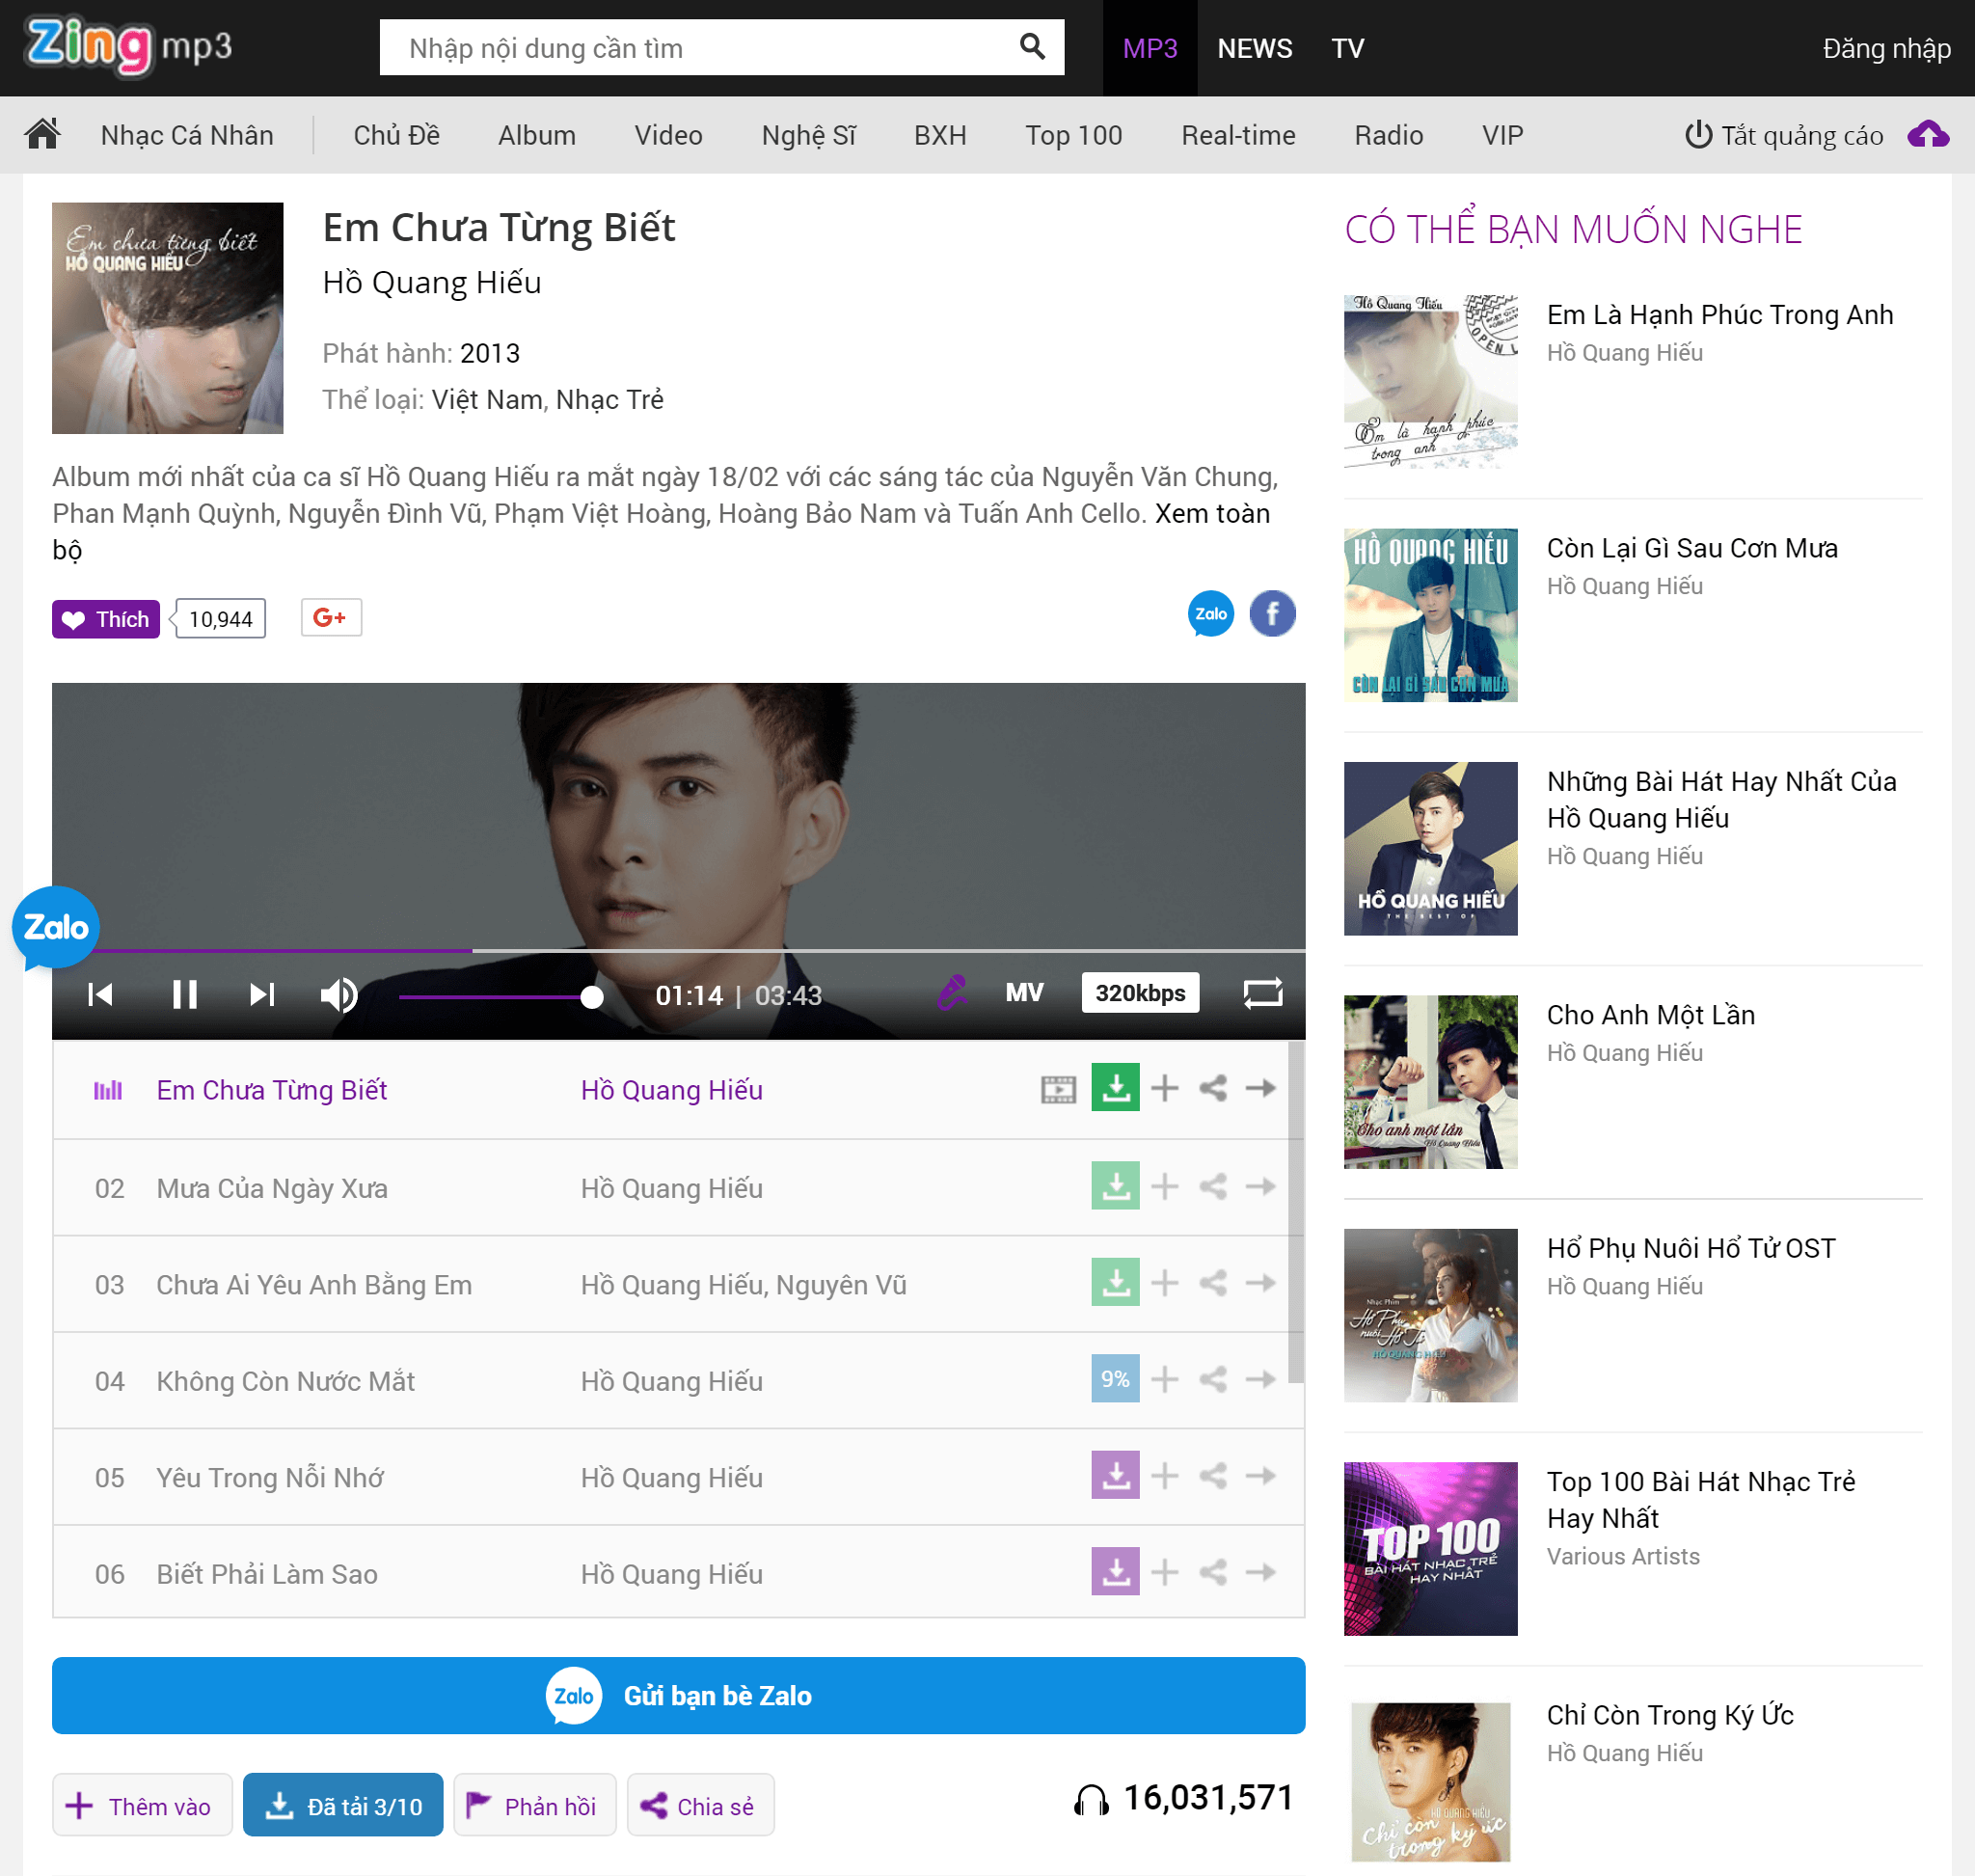 Zing mp3
Nhập nội dung cần tìm
MP3 NEWS TV
Đăng nhập
Nhạc Cá Nhân Chủ Đề Album Video Nghệ Sĩ BXH Top 100 Real-time Radio VIP Tắt quảng cáo
Em chưa từng biết
HỒ QUANG HIẾU
Em Chưa Từng Biết
Hồ Quang Hiếu
Phát hành: 2013
Thể loại: Việt Nam, Nhạc Trẻ
Album mới nhất của ca sĩ Hồ Quang Hiếu ra mắt ngày 18/02 với các sáng tác của Nguyễn Văn Chung,
Phan Mạnh Quỳnh, Nguyễn Đình Vũ, Phạm Việt Hoàng, Hoàng Bảo Nam và Tuấn Anh Cello. Xem toàn
bộ
Thích 10,944 G+ Zalo f
Zalo
01:14 | 03:43 MV 320kbps
Em Chưa Từng Biết Hồ Quang Hiếu
02 Mưa Của Ngày Xưa Hồ Quang Hiếu
03 Chưa Ai Yêu Anh Bằng Em Hồ Quang Hiếu, Nguyên Vũ
04 Không Còn Nước Mắt Hồ Quang Hiếu 9%
05 Yêu Trong Nỗi Nhớ Hồ Quang Hiếu
06 Biết Phải Làm Sao Hồ Quang Hiếu
Zalo Gửi bạn bè Zalo
Thêm vào Đã tải 3/10 Phản hồi Chia sẻ 16,031,571
CÓ THỂ BẠN MUỐN NGHE
Hồ Quang Hiếu
OPEN
Em là hạnh phúc
trong anh
Em Là Hạnh Phúc Trong Anh
Hồ Quang Hiếu
HỒ QUANG HIẾU
CÒN LẠI GÌ SAU CƠN MƯA
Còn Lại Gì Sau Cơn Mưa
Hồ Quang Hiếu
HỒ QUANG HIẾU
THE BEST OF
Những Bài Hát Hay Nhất Của
Hồ Quang Hiếu
Hồ Quang Hiếu
Cho anh một lần
Hồ Quang Hiếu
Cho Anh Một Lần
Hồ Quang Hiếu
Nhạc Phim
Hổ Phụ
nuôi Hổ Tử
HỒ QUANG HIẾU
Hổ Phụ Nuôi Hổ Tử OST
Hồ Quang Hiếu
TOP 100
BÀI HÁT NHẠC TRẺ
HAY NHẤT
Top 100 Bài Hát Nhạc Trẻ
Hay Nhất
Various Artists
HỒ QUANG HIẾU
Chỉ còn
trong ký ức
Chỉ Còn Trong Ký Ức
Hồ Quang Hiếu